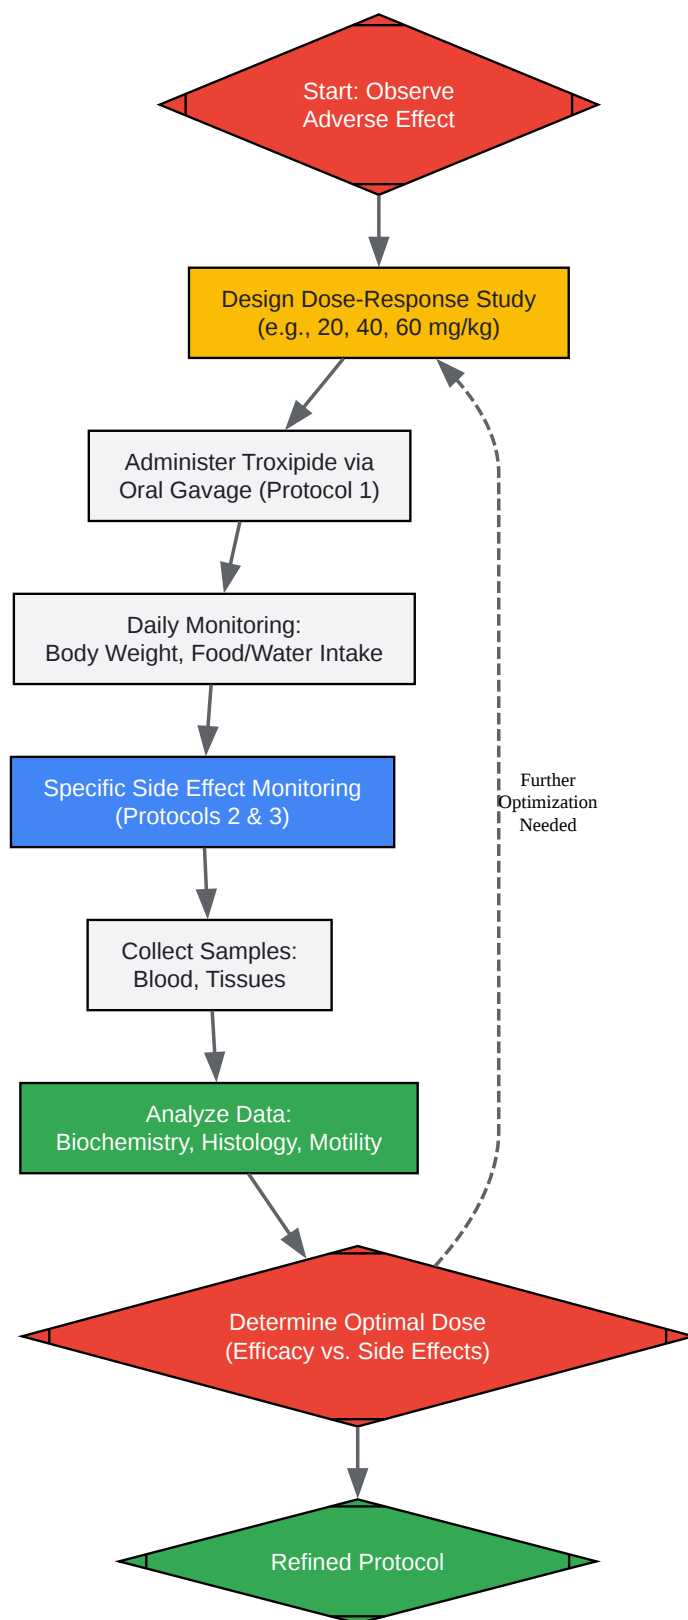 Start: Observe
Adverse Effect
Design Dose-Response Study
(e.g., 20, 40, 60 mg/kg)
Administer Troxipide via
Oral Gavage (Protocol 1)
Daily Monitoring:
Body Weight, Food/Water Intake
Specific Side Effect Monitoring
(Protocols 2 & 3)
Further
Optimization
Needed
Collect Samples:
Blood, Tissues
Analyze Data:
Biochemistry, Histology, Motility
Determine Optimal Dose
(Efficacy vs. Side Effects)
Refined Protocol